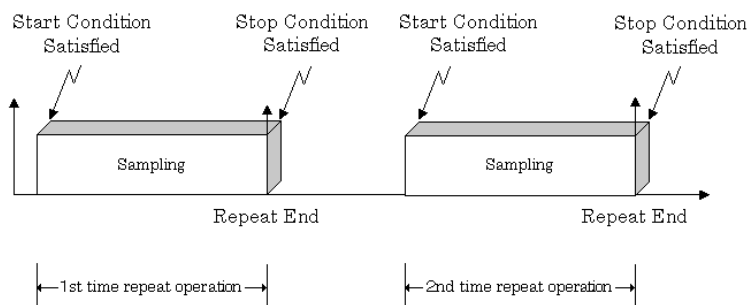 Start Condition
Satisfied
Stop Condition
Satisfied
Start Condition
Satisfied
Stop Condition
Satisfied
Sampling
Sampling
Repeat End
Repeat End
1st time repeat operation
2nd time repeat operation